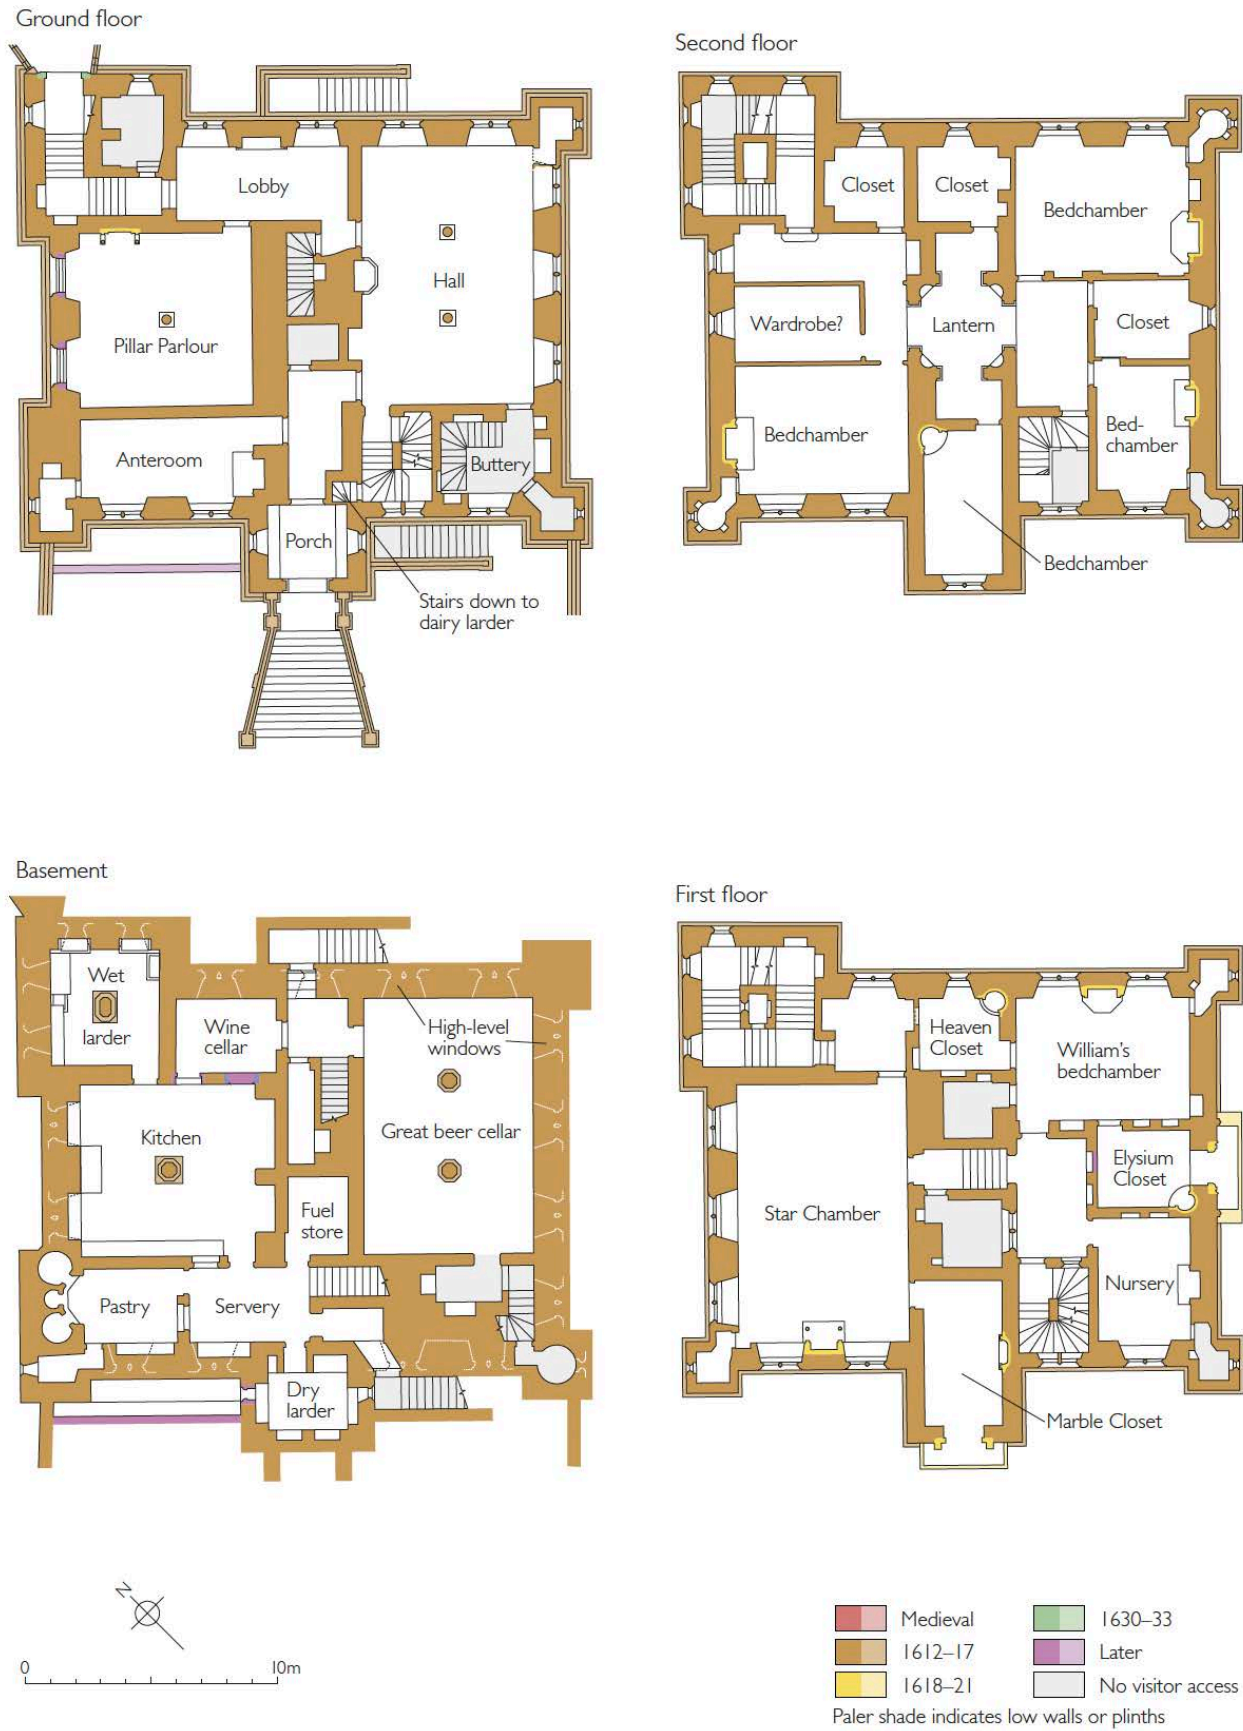 Ground floor
Lobby
Hall
Pillar Parlour
Anteroom
Buttery
Porch
Stairs down to
dairy larder
Second floor
Closet
Closet
Bedchamber
Wardrobe?
Lantern
Closet
Bedchamber
Bed-
chamber
Bedchamber
Basement
Wet
larder
Wine
cellar
High-level
windows
Kitchen
Great beer cellar
Fuel
store
Pastry
Servery
Dry
larder
First floor
Heaven
Closet
William's
bedchamber
Elysium
Closet
Star Chamber
Nursery
Marble Closet
N
0
10m
Medieval
1612–17
1618–21
1630–33
Later
No visitor access
Paler shade indicates low walls or plinths